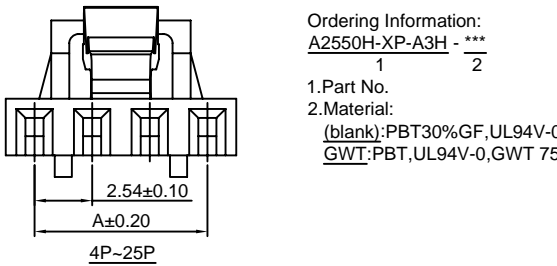 Ordering Information:
A2550H-XP-A3H - ***
1 2
1.Part No.
2.Material:
(blank):PBT30%GF,UL94V-0
GWT:PBT,UL94V-0,GWT 75
2.54±0.10
A±0.20
4P~25P